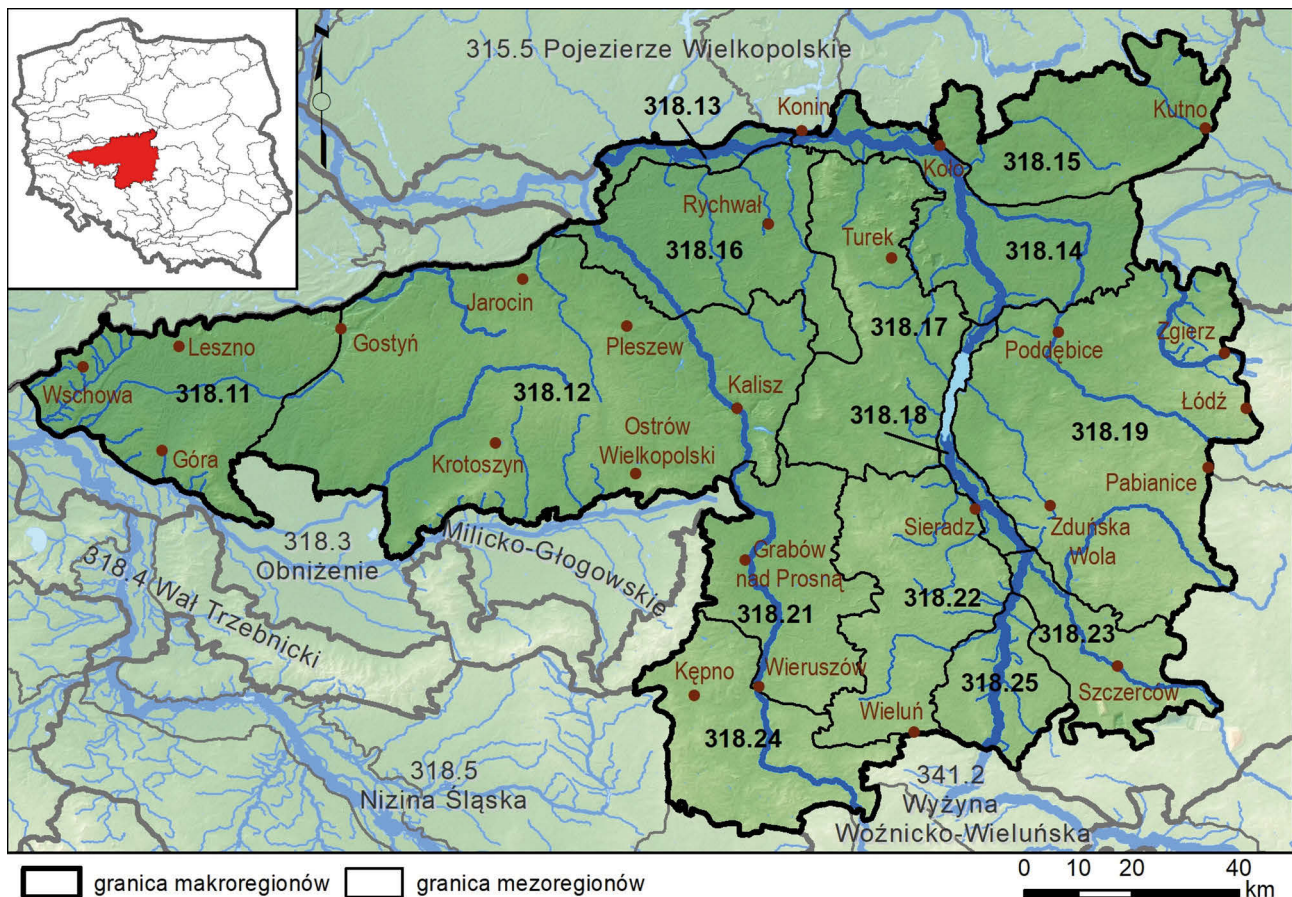 315.5 Pojezierze Wielkopolskie
318.13
Konin
Kutno
Koło
318.15
Rychwał
318.16
Turek
318.14
Jarocin
Gostyń
Pleszew
318.17
Poddębice
Zgierz
Leszno
Wschowa
318.11
318.12
Kalisz
Łódź
318.18
318.19
Góra
Krotoszyn
Ostrów
Wielkopolski
Pabianice
Sieradz
Zduńska
Wola
318.3
Obniżenie
Milicko-Głogowskie
318.4 Wał Trzebnicki
Grabów
nad Prosną
318.21
318.22
318.23
Kępno
Wieruszów
318.25
Szczerców
Wieluń
318.24
318.5
Nizina Śląska
341.2
Wyżyna
Woźnicko-Wieluńska
granica makroregionów
granica mezoregionów
0 10 20 40
km